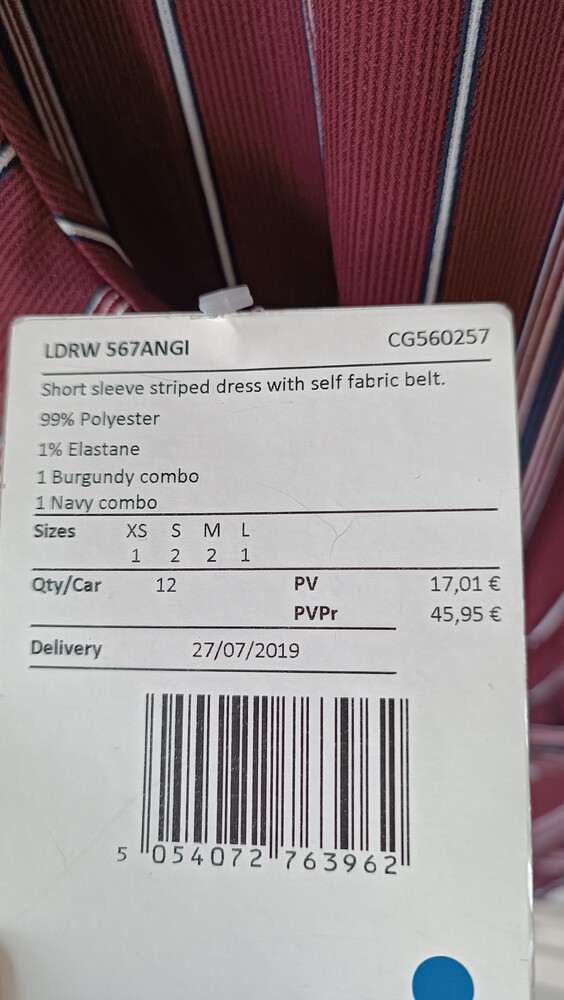 LDRW 567ANGI CG560257
Short sleeve striped dress with self fabric belt.
99% Polyester
1% Elastane
1 Burgundy combo
1 Navy combo
Sizes XS S M L
1 2 2 1
Qty/Car 12 PV 17,01 €
PVPr 45,95 €
Delivery 27/07/2019
5 054072 763962